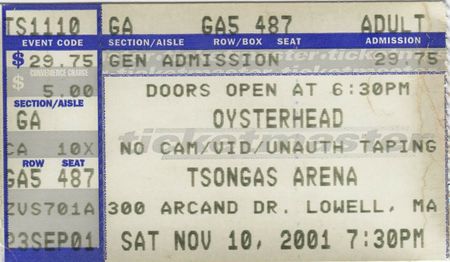 TS1110 GA GA5 487 ADULT
EVENT CODE SECTION/AISLE ROW/BOX SEAT
$ 29.75 GEN ADMISSION 29.75
CONVENIENCE CHARGE
$ 5.00 DOORS OPEN AT 6:30PM
SECTION/AISLE
GA OYSTERHEAD
ticketmaster
CA 10X NO CAM/VID/UNAUTH TAPING
ROW SEAT
GA5 487 TSONGAS ARENA
ZVS701A 300 ARCAND DR. LOWELL, MA
23SEP01 SAT NOV 10, 2001 7:30PM